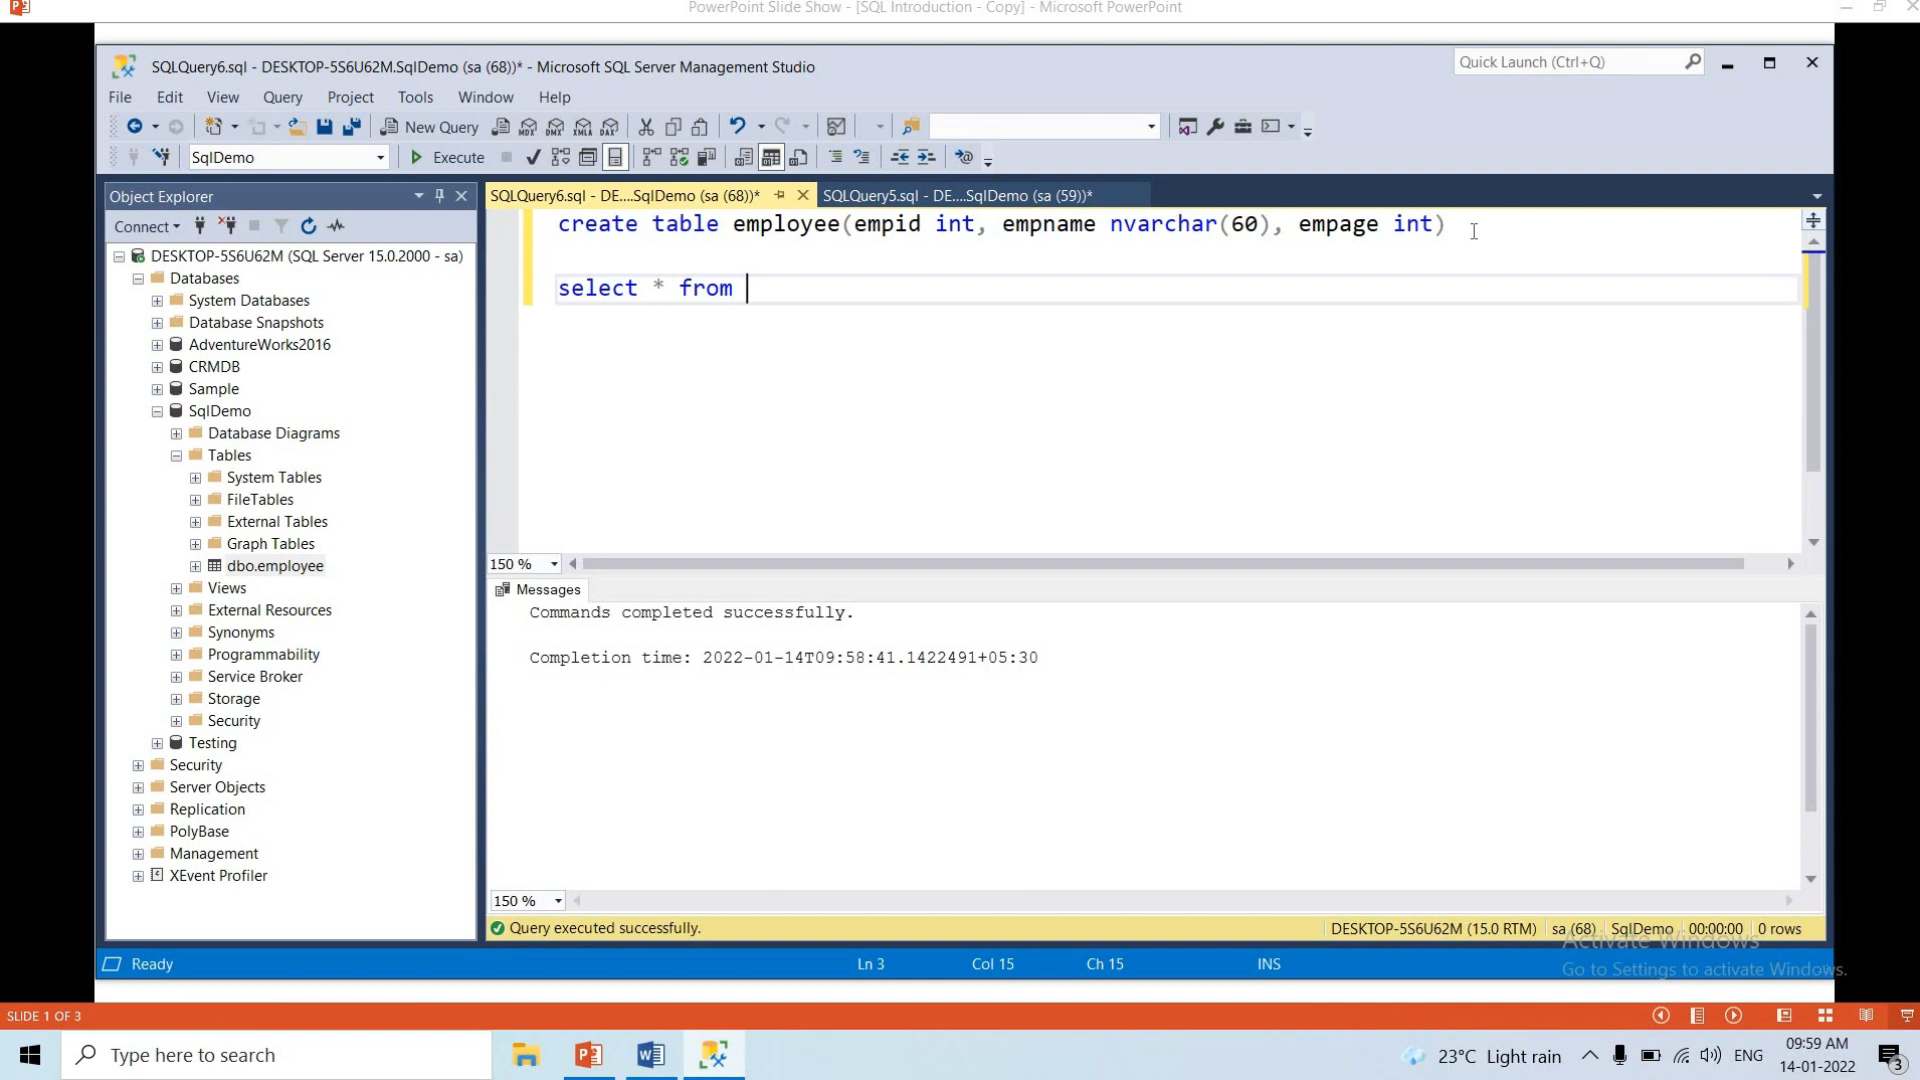 PowerPoint Slide Show - [SQL Introduction - Copy] - Microsoft PowerPoint
SQLQuery6.sql - DESKTOP-5S6U62M.SqlDemo (sa (68))* - Microsoft SQL Server Management Studio
Quick Launch (Ctrl+Q)
File Edit View Query Project Tools Window Help
New Query
MDX DMX XMLA DAX
SqlDemo
Execute
Object Explorer
SQLQuery6.sql - DE....SqlDemo (sa (68))*
SQLQuery5.sql - DE....SqlDemo (sa (59))*
Connect
create table employee(empid int, empname nvarchar(60), empage int)
select * from
DESKTOP-5S6U62M (SQL Server 15.0.2000 - sa)
Databases
System Databases
Database Snapshots
AdventureWorks2016
CRMDB
Sample
SqlDemo
Database Diagrams
Tables
System Tables
FileTables
External Tables
Graph Tables
dbo.employee
Views
External Resources
Synonyms
Programmability
Service Broker
Storage
Security
Testing
Security
Server Objects
Replication
PolyBase
Management
XEvent Profiler
150 %
Messages
Commands completed successfully.
Completion time: 2022-01-14T09:58:41.1422491+05:30
150 %
Query executed successfully.
DESKTOP-5S6U62M (15.0 RTM) sa (68) SqlDemo 00:00:00 0 rows
Activate Windows
Go to Settings to activate Windows.
Ready
Ln 3
Col 15
Ch 15
INS
SLIDE 1 OF 3
Type here to search
23°C Light rain
ENG
09:59 AM
14-01-2022
3